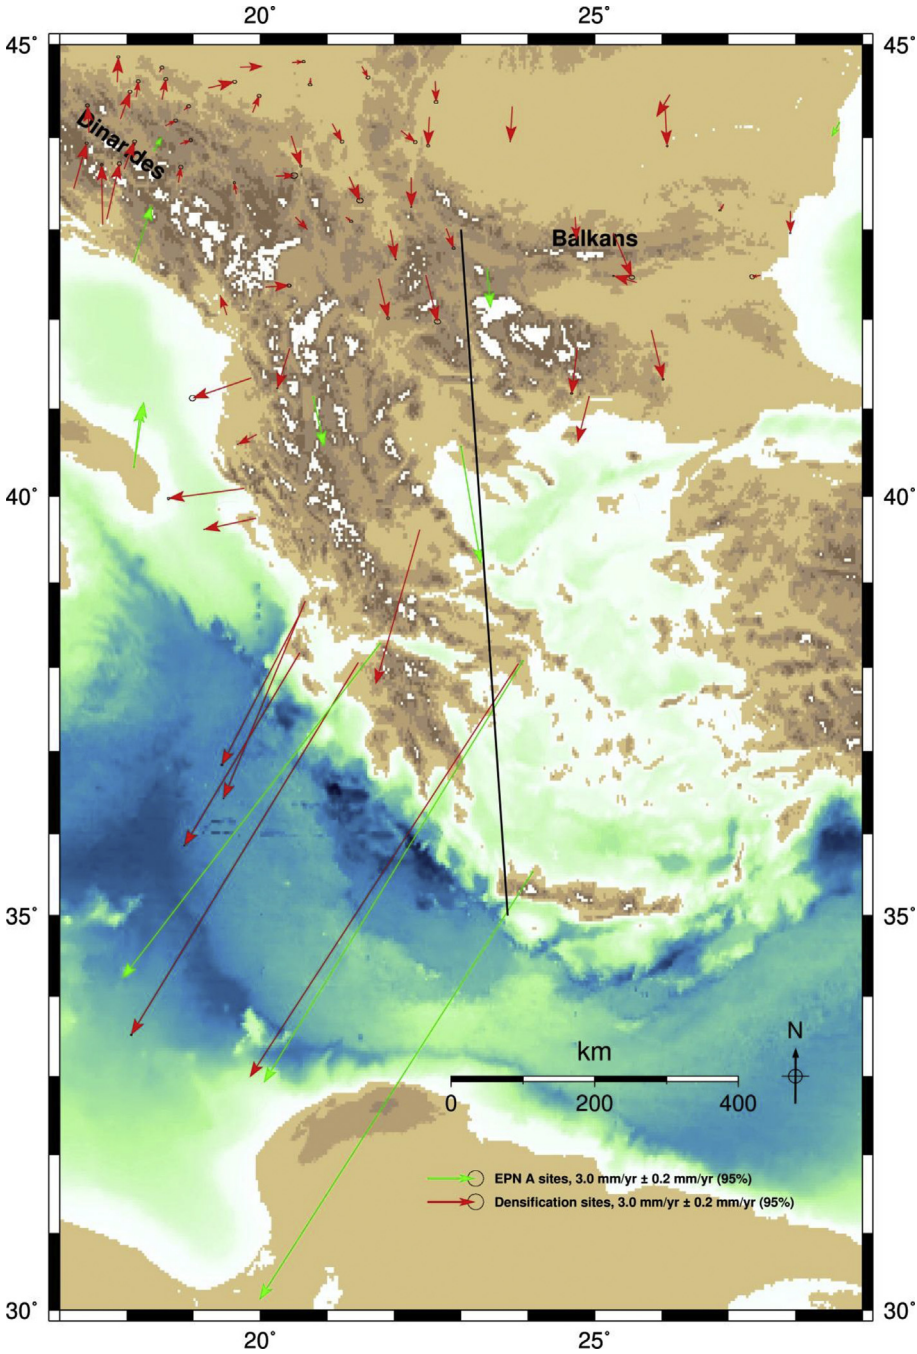 20° 25°
45° 45°
Dinarides
Balkans
40° 40°
35° 35°
N
km
0 200 400
EPN A sites, 3.0 mm/yr ± 0.2 mm/yr (95%)
Densification sites, 3.0 mm/yr ± 0.2 mm/yr (95%)
30° 30°
20° 25°